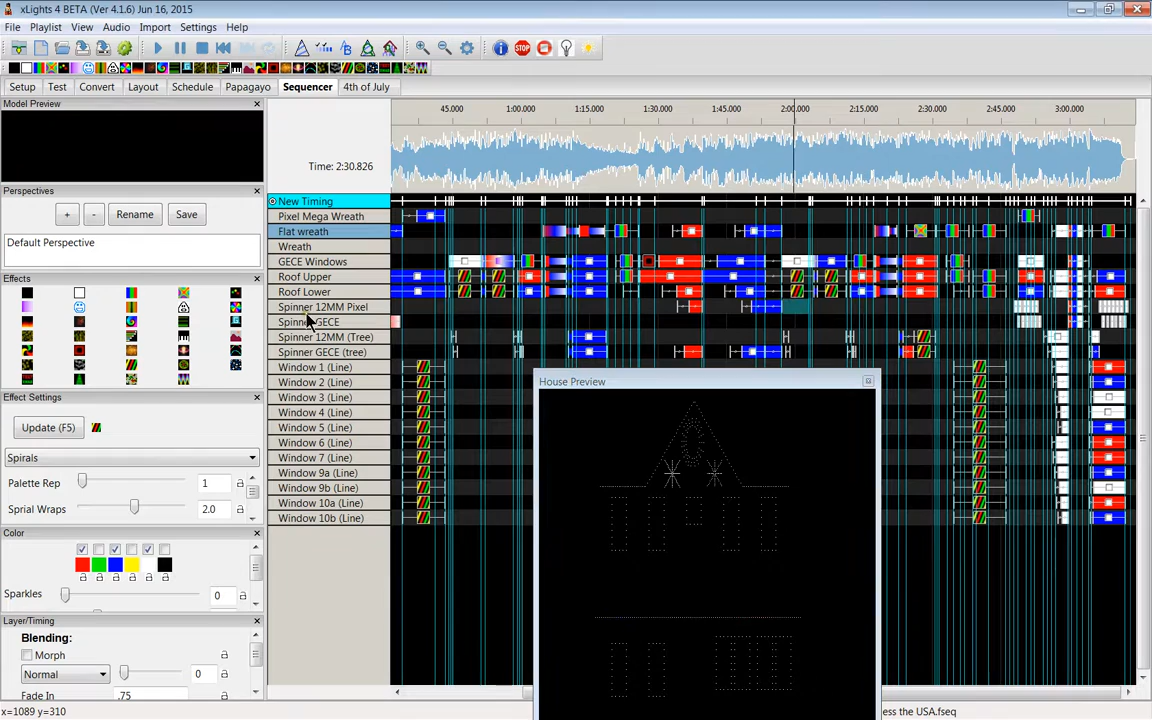 xLights 4 BETA (Ver 4.1.6) Jun 16, 2015
File Playlist View Audio Import Settings Help
Setup Test Convert Layout Schedule Papagayo Sequencer 4th of July
Model Preview
45.000 1:00.000 1:15.000 1:30.000 1:45.000 2:00.000 2:15.000 2:30.000 2:45.000 3:00.000
Time: 2:30.826
Perspectives
+ - Rename Save
Default Perspective
New Timing
Pixel Mega Wreath
Flat wreath
Wreath
GECE Windows
Roof Upper
Roof Lower
Spinner 12MM Pixel
Spinner GECE
Spinner 12MM (Tree)
Spinner GECE (tree)
Window 1 (Line)
Window 2 (Line)
Window 3 (Line)
Window 4 (Line)
Window 5 (Line)
Window 6 (Line)
Window 7 (Line)
Window 9a (Line)
Window 9b (Line)
Window 10a (Line)
Window 10b (Line)
Effects
Effect Settings
Update (F5)
Spirals
Palette Rep 1
Sprial Wraps 2.0
Color
Sparkles 0
Layer/Timing
Blending:
Morph
Normal 0
Fade In .75
House Preview
x=1089 y=310
ess the USA.fseq